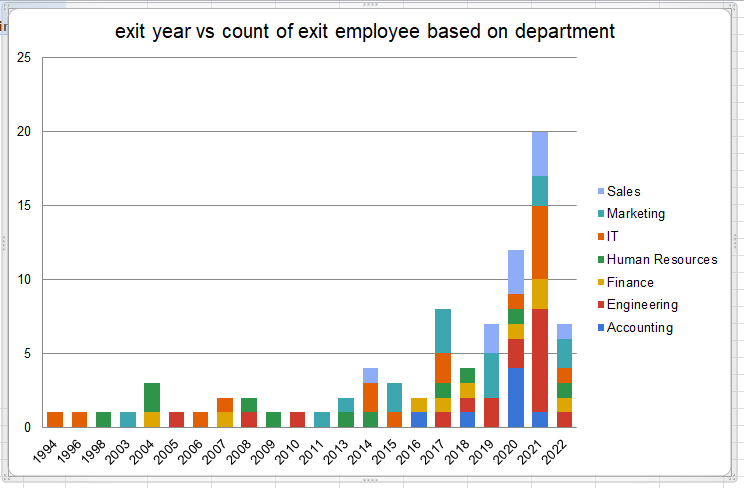 exit year vs count of exit employee based on department
25
20
15
10
5
0
Sales
Marketing
IT
Human Resources
Finance
Engineering
Accounting
1994 1996 1998 2003 2004 2005 2006 2007 2008 2009 2010 2011 2013 2014 2015 2016 2017 2018 2019 2020 2021 2022